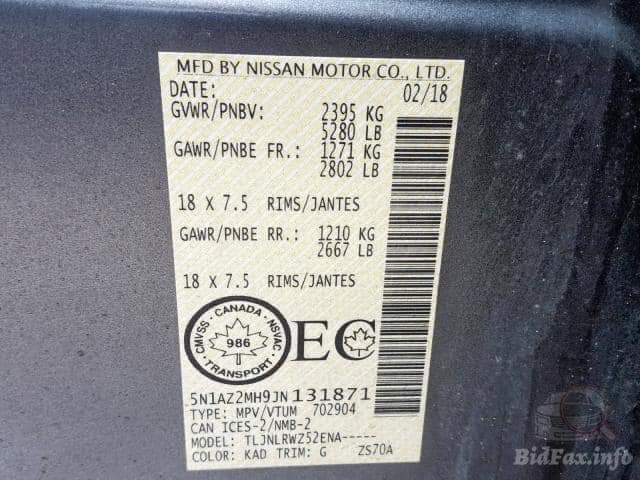 MFD BY NISSAN MOTOR CO., LTD.
DATE: 02/18
GVWR/PNBV: 2395 KG
5280 LB
GAWR/PNBE FR.: 1271 KG
2802 LB
18 X 7.5 RIMS/JANTES
GAWR/PNBE RR.: 1210 KG
2667 LB
18 X 7.5 RIMS/JANTES
CANADA
CMVSS NSVAC
986
TRANSPORT
EC
5N1AZ2MH9JN131871
TYPE: MPV/VTUM 702904
CAN ICES-2/NMB-2
MODEL: TLJNLRWZ52ENA-----
COLOR: KAD TRIM: G ZS70A
BidFax.info